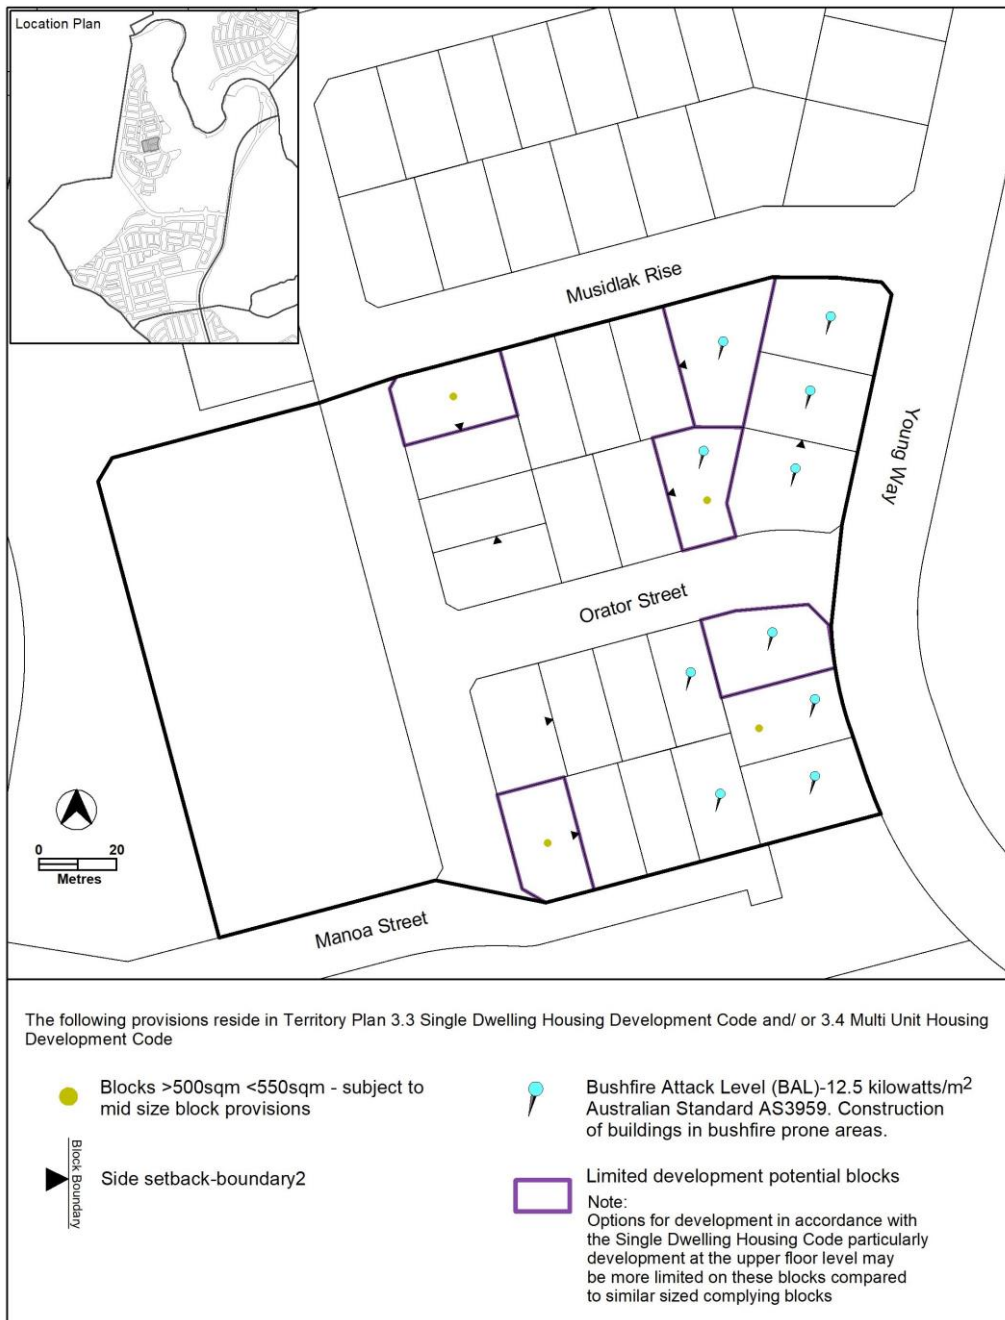 Location Plan
Musidlak Rise
Young Way
Orator Street
0 20
Metres
Manoa Street
The following provisions reside in Territory Plan 3.3 Single Dwelling Housing Development Code and/ or 3.4 Multi Unit Housing
Development Code
Blocks >500sqm <550sqm - subject to
mid size block provisions
Block Boundary
Side setback-boundary2
Bushfire Attack Level (BAL)-12.5 kilowatts/m²
Australian Standard AS3959. Construction
of buildings in bushfire prone areas.
Limited development potential blocks
Note:
Options for development in accordance with
the Single Dwelling Housing Code particularly
development at the upper floor level may
be more limited on these blocks compared
to similar sized complying blocks